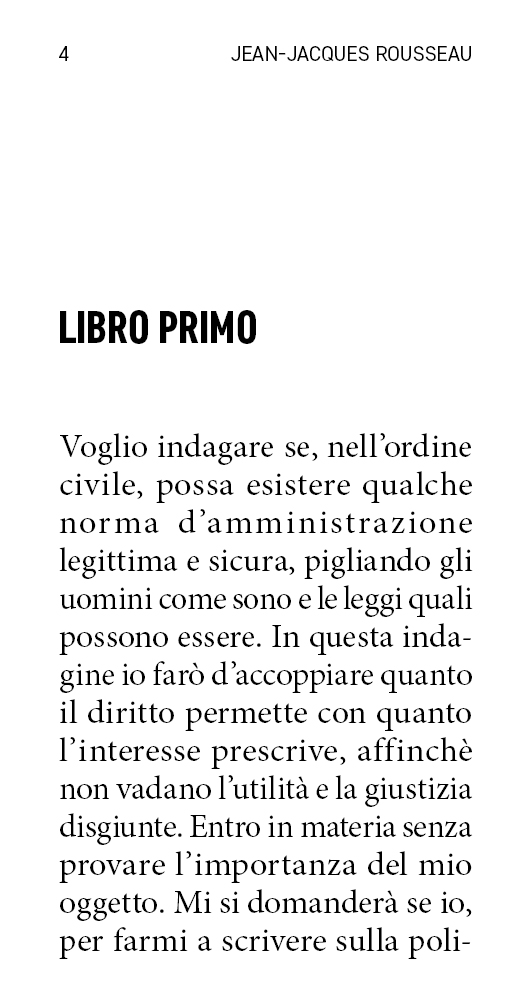 4 JEAN-JACQUES ROUSSEAU
LIBRO PRIMO
Voglio indagare se, nell’ordine
civile, possa esistere qualche
norma d’amministrazione
legittima e sicura, pigliando gli
uomini come sono e le leggi quali
possono essere. In questa inda-
gine io farò d’accoppiare quanto
il diritto permette con quanto
l’interesse prescrive, affinchè
non vadano l’utilità e la giustizia
disgiunte. Entro in materia senza
provare l’importanza del mio
oggetto. Mi si domanderà se io,
per farmi a scrivere sulla poli-